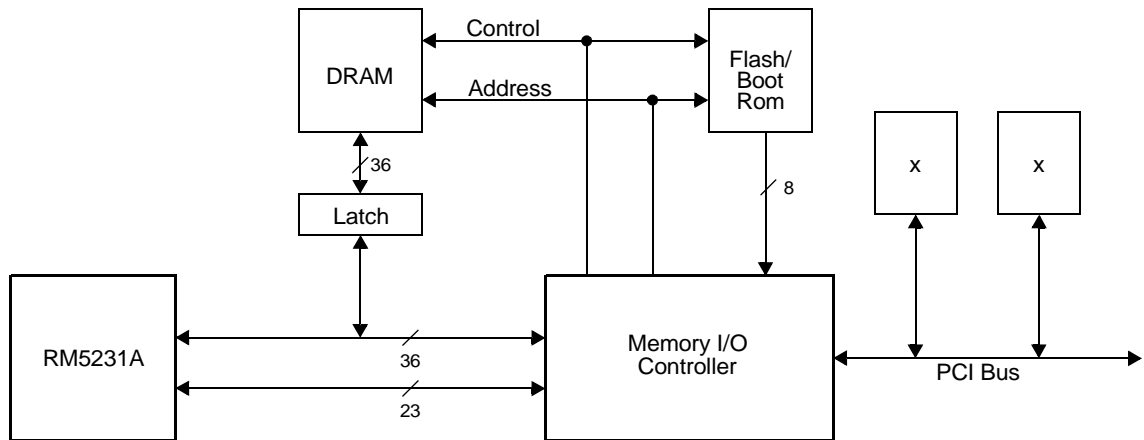 Control
DRAM
Address
Flash/
Boot
Rom
36
8
x
x
Latch
RM5231A
36
23
Memory I/O
Controller
PCI Bus